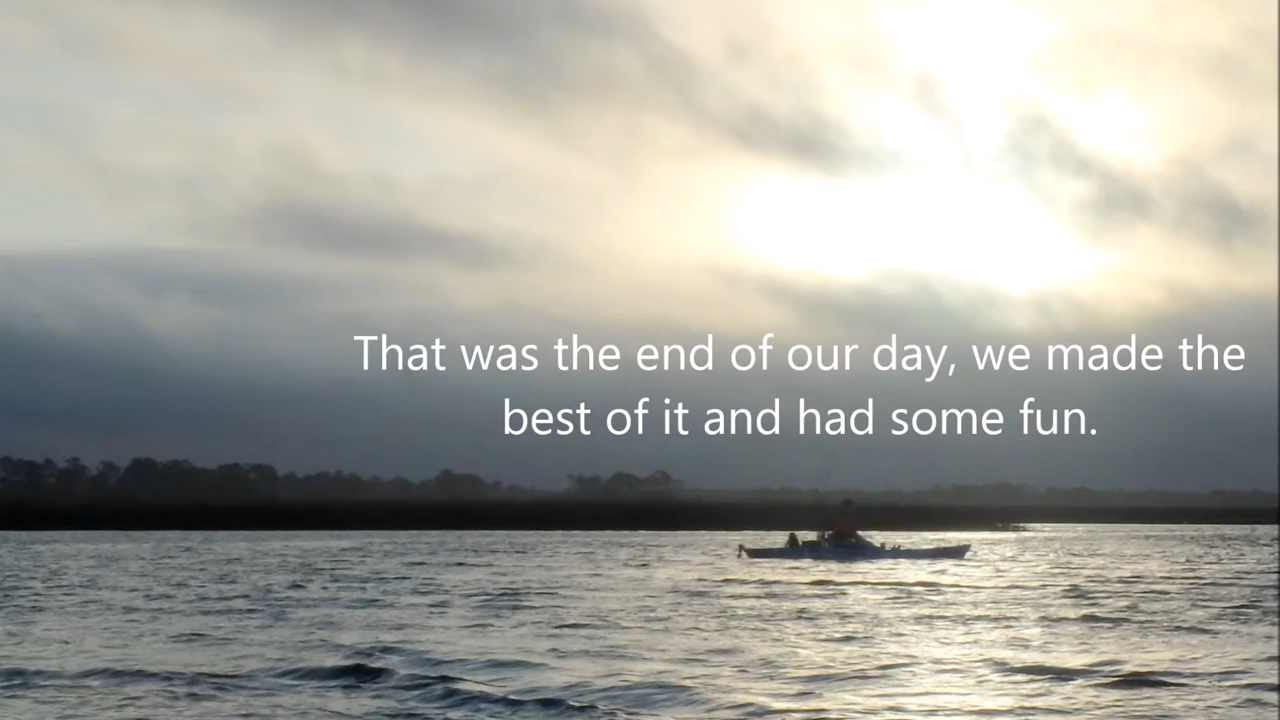 That was the end of our day, we made the
best of it and had some fun.